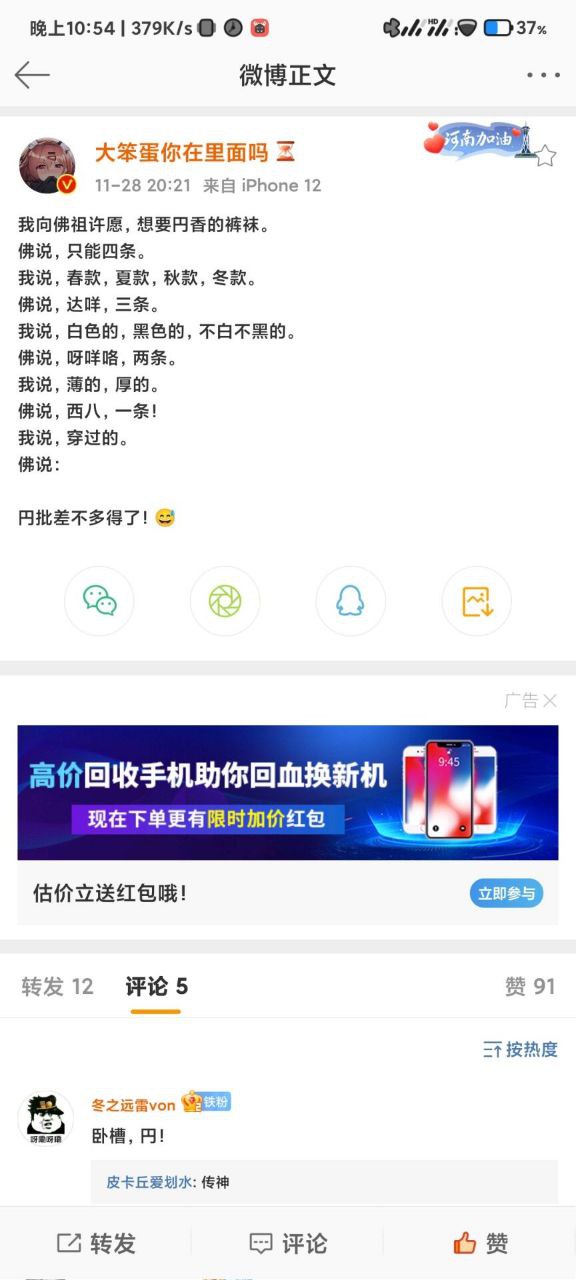 晚上10:54 | 379K/s
HD
37%
微博正文
大笨蛋你在里面吗
河南加油
11-28 20:21 来自 iPhone 12
我向佛祖许愿，想要円香的裤袜。
佛说，只能四条。
我说，春款，夏款，秋款，冬款。
佛说，达咩，三条。
我说，白色的，黑色的，不白不黑的。
佛说，呀咩咯，两条。
我说，薄的，厚的。
佛说，西八，一条！
我说，穿过的。
佛说：
円批差不多得了！😅
广告
高价回收手机助你回血换新机
现在下单更有限时加价红包
9:45
估价立送红包哦！
立即参与
转发 12
评论 5
赞 91
按热度
冬之远雷von
铁粉
卧槽，円！
皮卡丘爱划水: 传神
转发
评论
赞